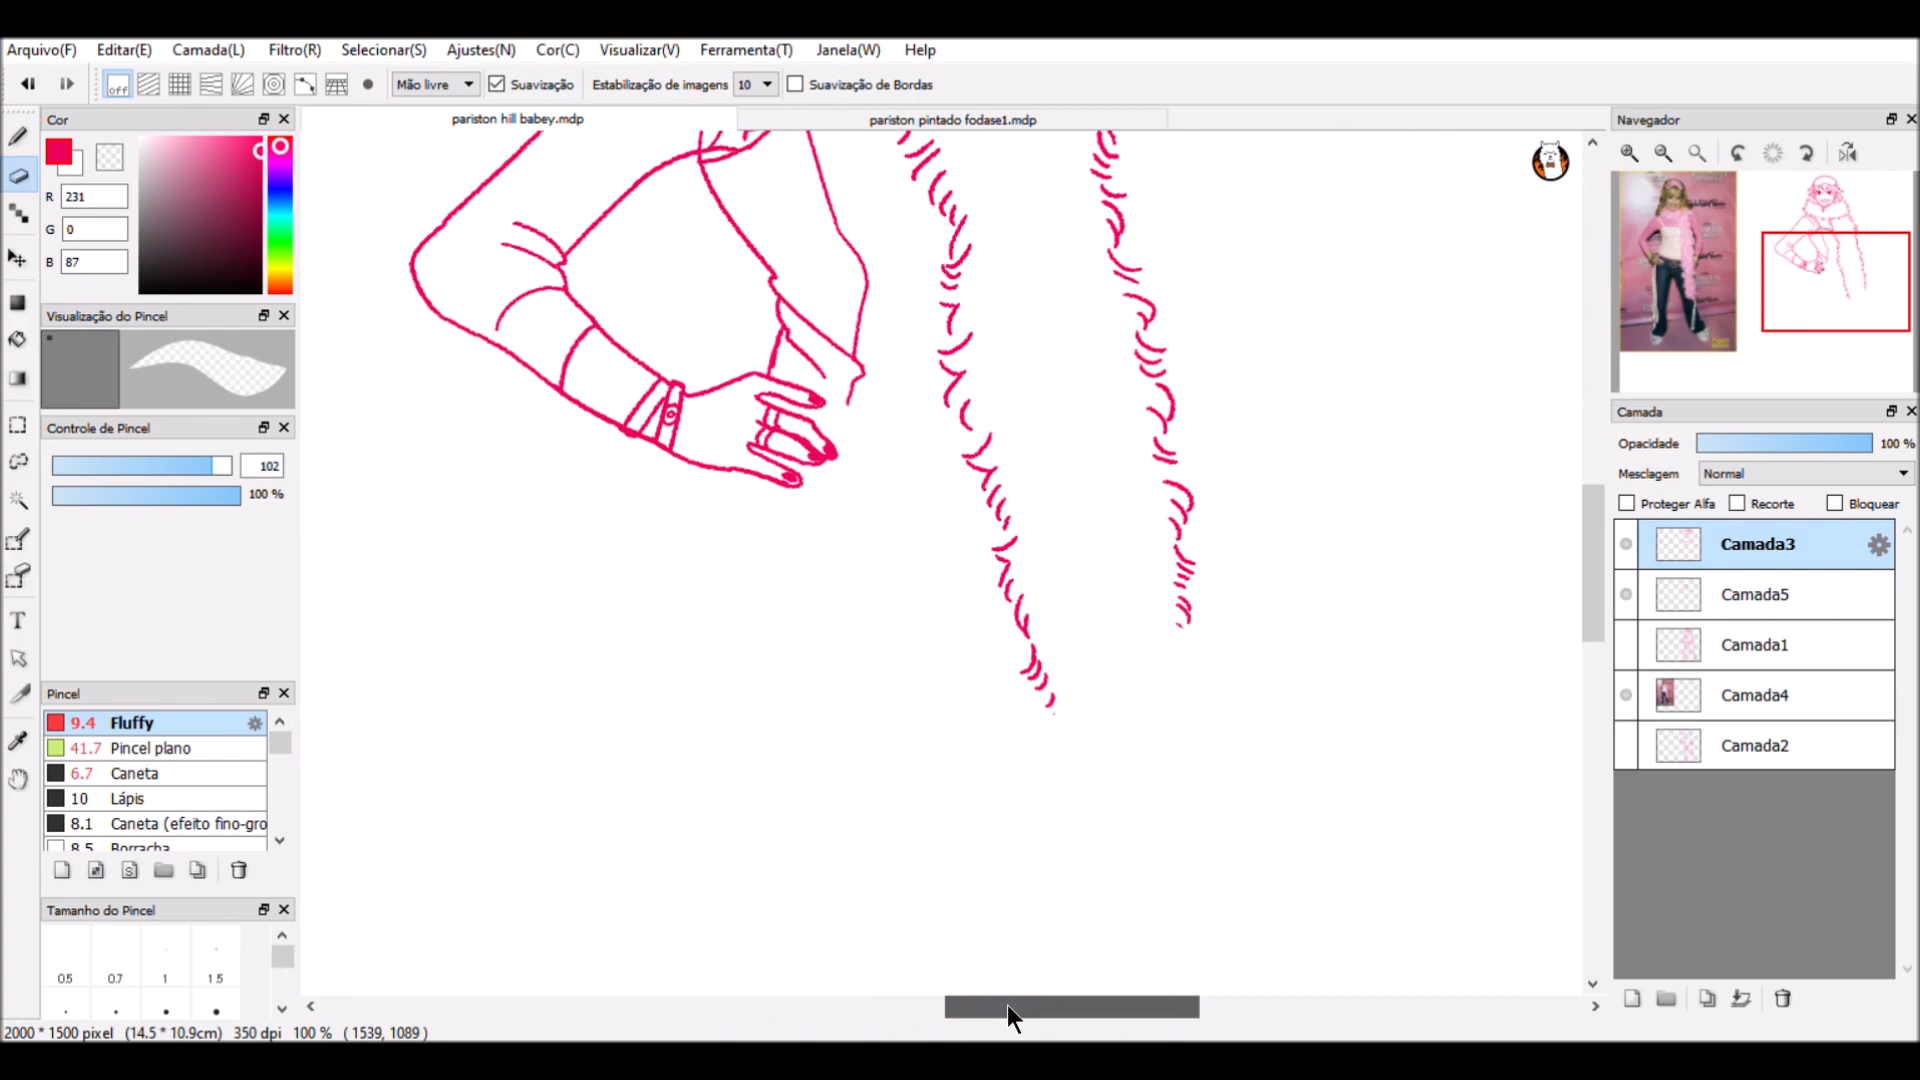 Arquivo(F) Editar(E) Camada(L) Filtro(R) Selecionar(S) Ajustes(N) Cor(C) Visualizar(V) Ferramenta(T) Janela(W) Help
off Mão livre Suavização Estabilização de imagens 10 Suavização de Bordas
Cor
pariston hill babey.mdp
pariston pintado fodase1.mdp
Navegador
R 231
G 0
B 87
Visualização do Pincel
Controle de Pincel
102
100 %
Camada
Opacidade 100 %
Mesclagem Normal
Proteger Alfa Recorte Bloquear
Camada3
Camada5
Camada1
Camada4
Camada2
Pincel
9.4 Fluffy
41.7 Pincel plano
6.7 Caneta
10 Lápis
8.1 Caneta (efeito fino-gro
8.5 Borracha
Tamanho do Pincel
0.5 0.7 1 1.5
2000 * 1500 pixel (14.5 * 10.9cm) 350 dpi 100 % ( 1539, 1089 )